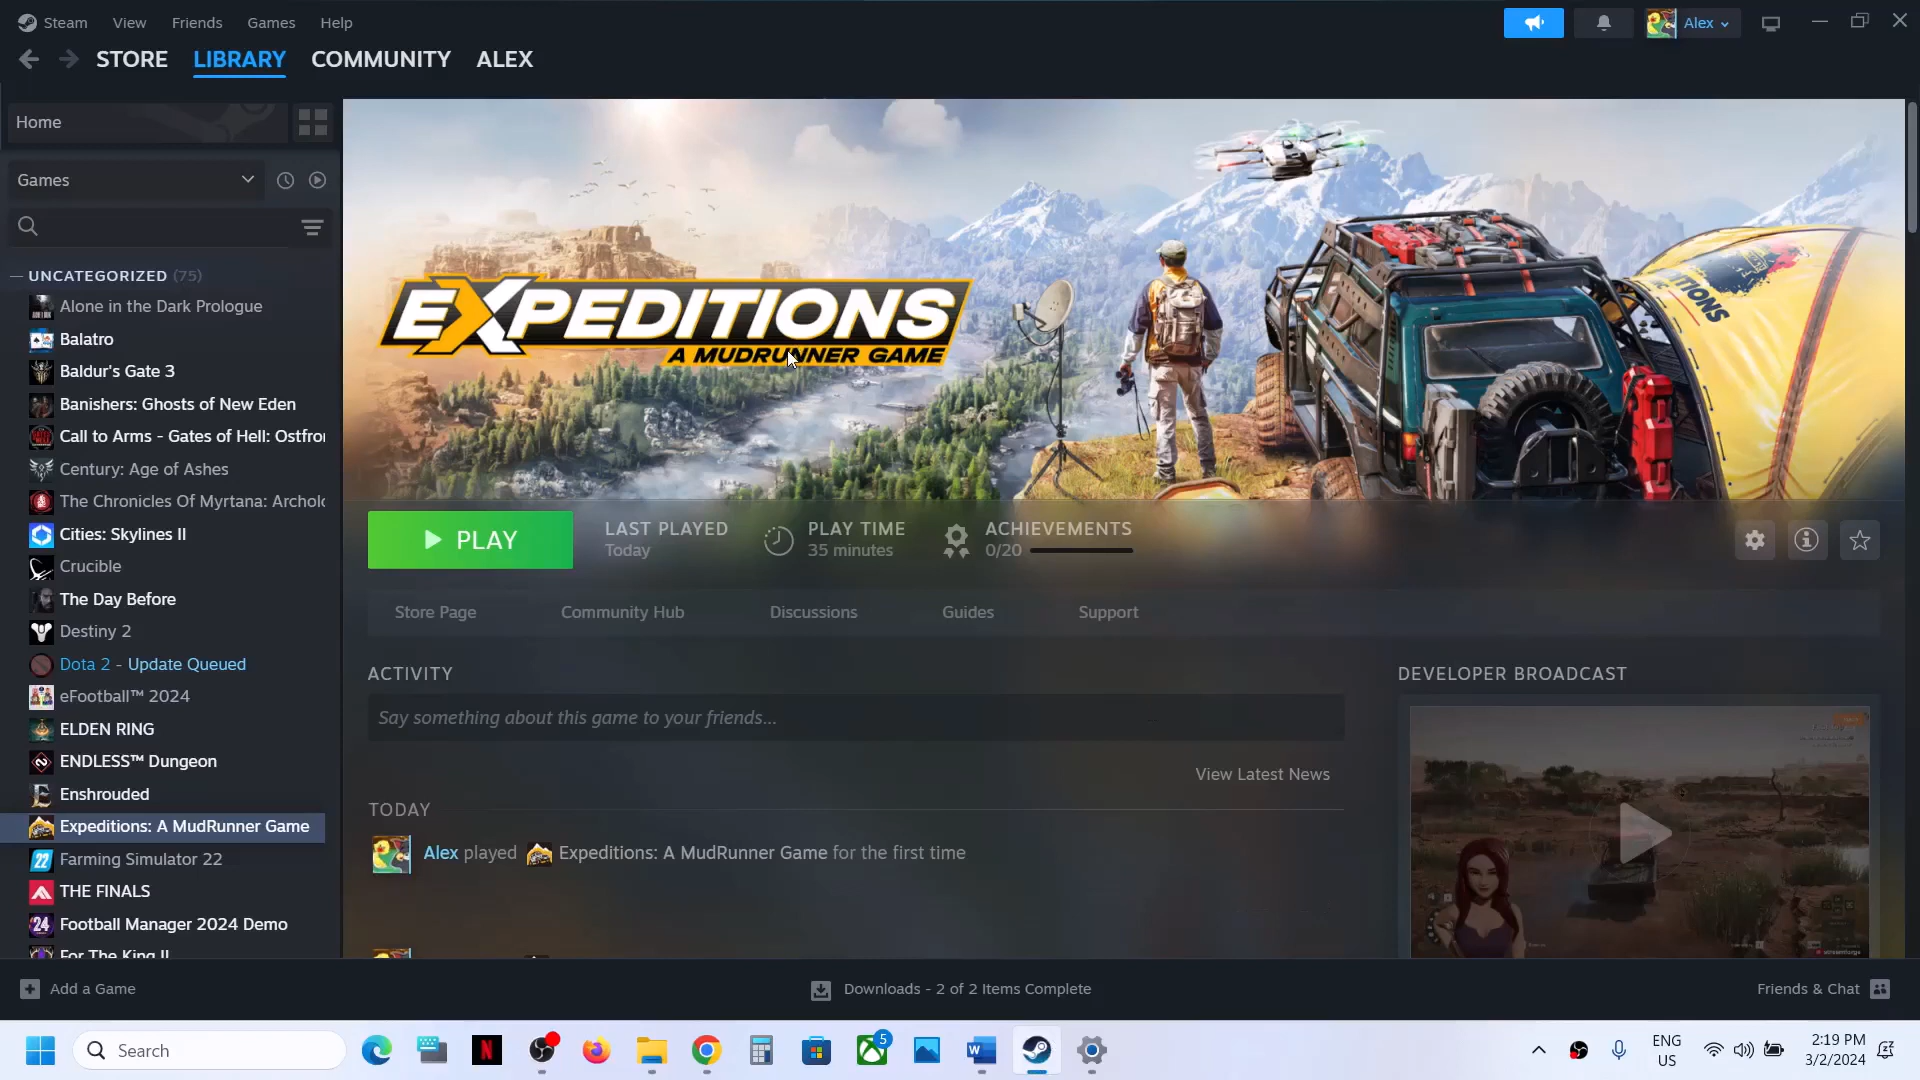 Steam View Friends Games Help
Alex
STORE LIBRARY COMMUNITY ALEX
Home
Games
UNCATEGORIZED (75)
Alone in the Dark Prologue
Balatro
Baldur's Gate 3
Banishers: Ghosts of New Eden
Call to Arms - Gates of Hell: Ostfro
Century: Age of Ashes
The Chronicles Of Myrtana: Archolo
Cities: Skylines II
Crucible
The Day Before
Destiny 2
Dota 2 - Update Queued
eFootball™ 2024
ELDEN RING
ENDLESS™ Dungeon
Enshrouded
Expeditions: A MudRunner Game
Farming Simulator 22
THE FINALS
Football Manager 2024 Demo
For The King II
EXPEDITIONS
A MUDRUNNER GAME
PLAY
LAST PLAYED
Today
PLAY TIME
35 minutes
ACHIEVEMENTS
0/20
Store Page Community Hub Discussions Guides Support
ACTIVITY
Say something about this game to your friends...
View Latest News
TODAY
Alex played Expeditions: A MudRunner Game for the first time
DEVELOPER BROADCAST
Add a Game
Downloads - 2 of 2 Items Complete
Friends & Chat
Search
5
ENG
US
2:19 PM
3/2/2024